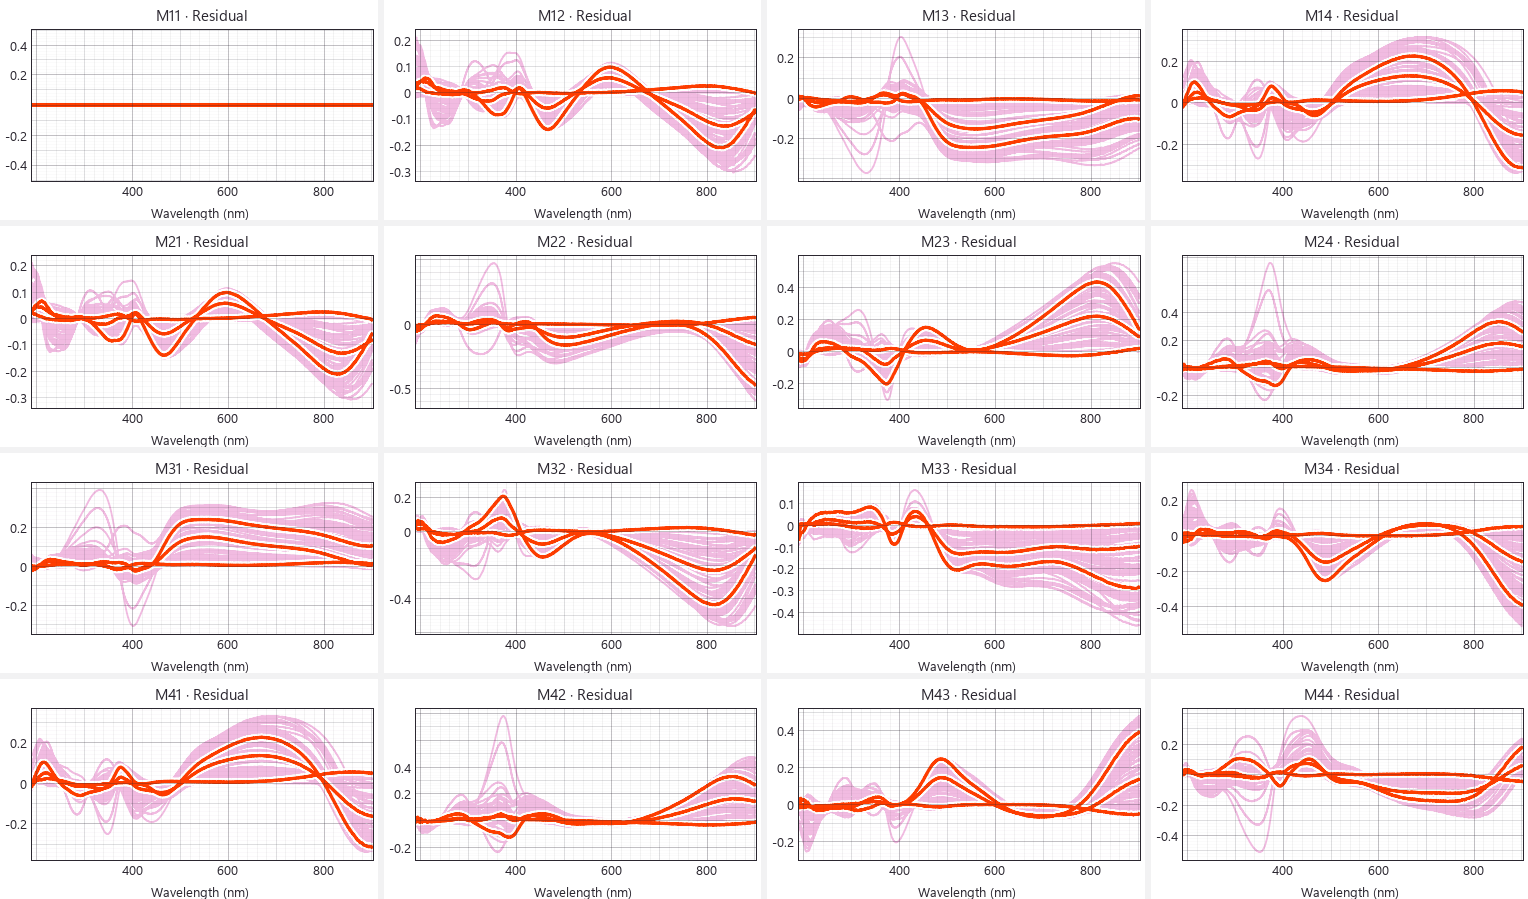 M11 · Residual
0.4
0.2
0
-0.2
-0.4
400 600 800
Wavelength (nm)
M12 · Residual
0.2
0.1
0
-0.1
-0.2
-0.3
400 600 800
Wavelength (nm)
M13 · Residual
0.2
0
-0.2
400 600 800
Wavelength (nm)
M14 · Residual
0.2
0
-0.2
400 600 800
Wavelength (nm)
M21 · Residual
0.2
0.1
0
-0.1
-0.2
-0.3
400 600 800
Wavelength (nm)
M22 · Residual
0
-0.5
400 600 800
Wavelength (nm)
M23 · Residual
0.4
0.2
0
-0.2
400 600 800
Wavelength (nm)
M24 · Residual
0.4
0.2
0
-0.2
400 600 800
Wavelength (nm)
M31 · Residual
0.2
0
-0.2
400 600 800
Wavelength (nm)
M32 · Residual
0.2
0
-0.4
400 600 800
Wavelength (nm)
M33 · Residual
0.1
0
-0.1
-0.2
-0.3
-0.4
400 600 800
Wavelength (nm)
M34 · Residual
0.2
0
-0.2
-0.4
400 600 800
Wavelength (nm)
M41 · Residual
0.2
0
-0.2
400 600 800
Wavelength (nm)
M42 · Residual
0.4
0.2
0
-0.2
400 600 800
Wavelength (nm)
M43 · Residual
0.4
0.2
0
-0.2
400 600 800
Wavelength (nm)
M44 · Residual
0.2
0
-0.2
-0.4
400 600 800
Wavelength (nm)